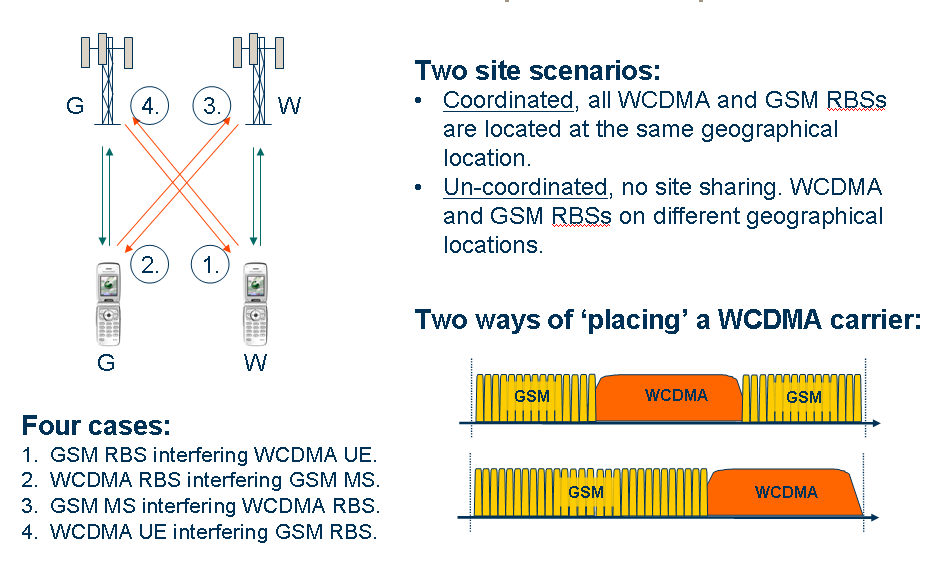 G
4.
3.
W
2.
1.
G
W
Four cases:
1. GSM RBS interfering WCDMA UE.
2. WCDMA RBS interfering GSM MS.
3. GSM MS interfering WCDMA RBS.
4. WCDMA UE interfering GSM RBS.
Two site scenarios:
• Coordinated, all WCDMA and GSM RBSs
are located at the same geographical
location.
• Un-coordinated, no site sharing. WCDMA
and GSM RBSs on different geographical
locations.
Two ways of ‘placing’ a WCDMA carrier:
GSM
WCDMA
GSM
GSM
WCDMA